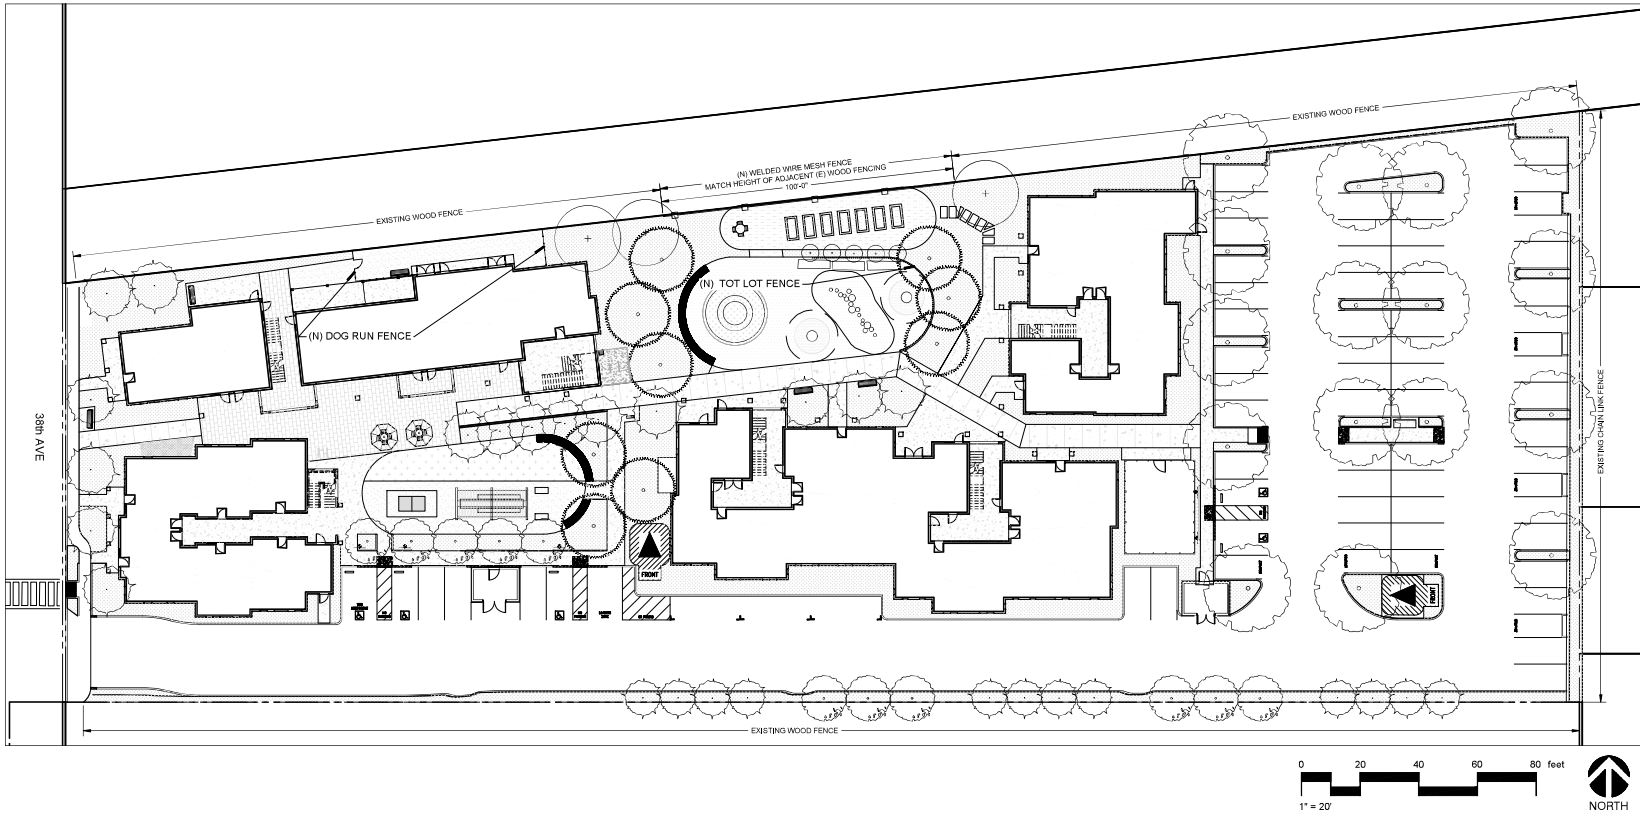 EXISTING WOOD FENCE
(N) WELDED WIRE MESH FENCE
MATCH HEIGHT OF ADJACENT (E) WOOD FENCING
100'-0"
EXISTING WOOD FENCE
(N) TOT LOT FENCE
(N) DOG RUN FENCE
38th AVE
EXISTING CHAIN LINK FENCE
FRONT
FRONT
EXISTING WOOD FENCE
0 20 40 60 80 feet
1" = 20'
NORTH